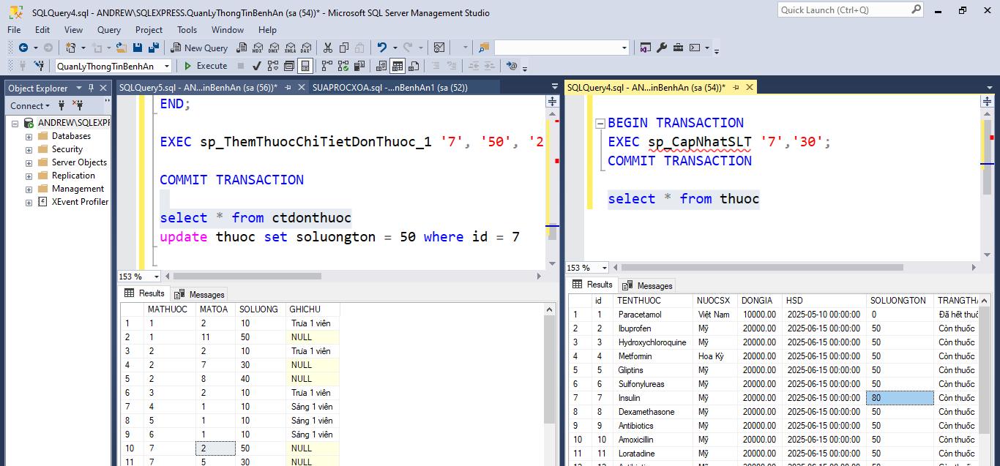 SQLQuery4.sql - ANDREW\SQLEXPRESS.QuanLyThongTinBenhAn (sa (54))* - Microsoft SQL Server Management Studio
Quick Launch (Ctrl+Q)
File Edit View Query Project Tools Window Help
New Query MDX DMX XMLA DAX
QuanLyThongTinBenhAn Execute
Object Explorer
Connect
ANDREW\SQLEXPR
Databases
Security
Server Objects
Replication
Management
XEvent Profiler
SQLQuery5.sql - AN...inBenhAn (sa (56))* SUAPROCXOA.sql -...nBenhAn1 (sa (52))
END;
EXEC sp_ThemThuocChiTietDonThuoc_1 '7', '50', '2
COMMIT TRANSACTION
select * from ctdonthuoc
update thuoc set soluongton = 50 where id = 7
153 %
Results Messages
MATHUOC MATOA SOLUONG GHICHU
1 1 2 10 Trưa 1 viên
2 1 11 50 NULL
3 2 2 10 Trưa 1 viên
4 2 7 30 NULL
5 2 8 40 NULL
6 3 2 10 Trưa 1 viên
7 4 1 10 Sáng 1 viên
8 5 1 10 Sáng 1 viên
9 6 1 10 Sáng 1 viên
10 7 2 50 NULL
11 7 5 30 NULL
SQLQuery4.sql - AN...inBenhAn (sa (54))*
BEGIN TRANSACTION
EXEC sp_CapNhatSLT '7','30';
COMMIT TRANSACTION
select * from thuoc
153 %
Results Messages
id TENTHUOC NUOCSX DONGIA HSD SOLUONGTON TRANGTHA
1 1 Paracetamol Việt Nam 10000.00 2025-05-10 00:00:00 0 Đã hết thuố
2 2 Ibuprofen Mỹ 20000.00 2025-06-15 00:00:00 50 Còn thuốc
3 3 Hydroxychloroquine Mỹ 20000.00 2025-06-15 00:00:00 50 Còn thuốc
4 4 Metformin Hoa Kỳ 20000.00 2025-06-15 00:00:00 50 Còn thuốc
5 5 Gliptins Mỹ 20000.00 2025-06-15 00:00:00 50 Còn thuốc
6 6 Sulfonylureas Mỹ 20000.00 2025-06-15 00:00:00 50 Còn thuốc
7 7 Insulin Mỹ 20000.00 2025-06-15 00:00:00 80 Còn thuốc
8 8 Dexamethasone Mỹ 20000.00 2025-06-15 00:00:00 50 Còn thuốc
9 9 Antibiotics Mỹ 20000.00 2025-06-15 00:00:00 50 Còn thuốc
10 10 Amoxicillin Mỹ 20000.00 2025-06-15 00:00:00 50 Còn thuốc
11 11 Loratadine Mỹ 20000.00 2025-06-15 00:00:00 50 Còn thuốc